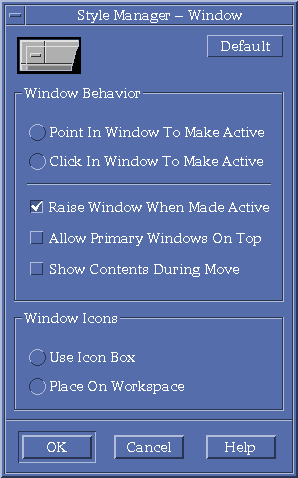 Style Manager – Window
Default
Window Behavior
Point In Window To Make Active
Click In Window To Make Active
Raise Window When Made Active
Allow Primary Windows On Top
Show Contents During Move
Window Icons
Use Icon Box
Place On Workspace
OK Cancel Help